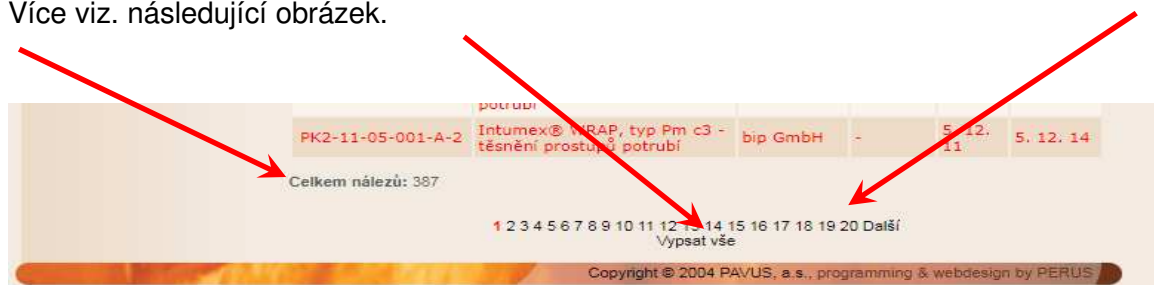 Více viz. následující obrázek.
potrubí
PK2-11-05-001-A-2 Intumex® WRAP, typ Pm c3 - těsnění prostupů potrubí bip GmbH - 5. 12. 11 5. 12. 14
Celkem nálezů: 387
1 2 3 4 5 6 7 8 9 10 11 12 13 14 15 16 17 18 19 20 Další
Vypsat vše
Copyright © 2004 PAVUS, a.s., programming & webdesign by PERUS